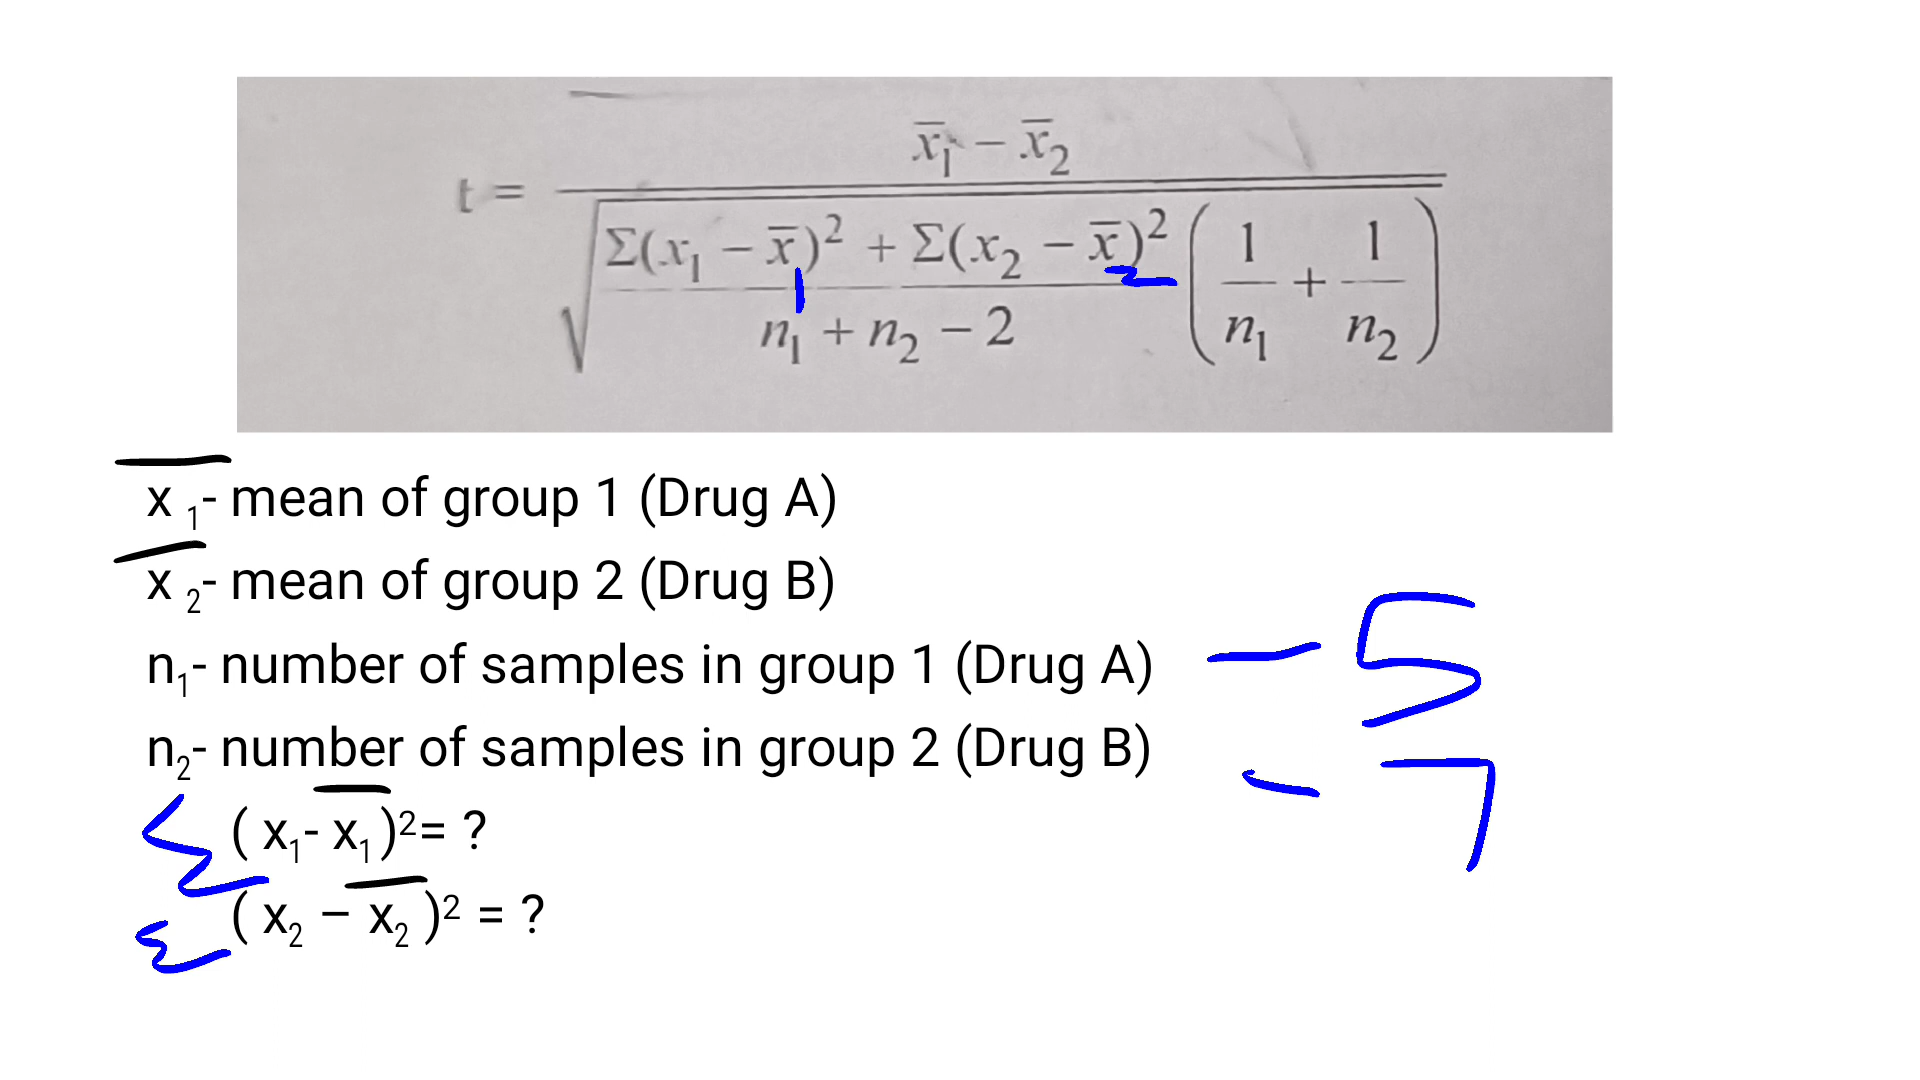 t = x̄₁ − x̄₂ / √( Σ(x₁ − x̄₁)² + Σ(x₂ − x̄₂)² / n₁ + n₂ − 2 ( 1/n₁ + 1/n₂ ) )
x̄ ₁- mean of group 1 (Drug A)
x̄ ₂- mean of group 2 (Drug B)
n₁- number of samples in group 1 (Drug A) — 5
n₂- number of samples in group 2 (Drug B) — 7
Σ ( x₁- x̄₁ )²= ?
Σ ( x₂ – x̄₂ )² = ?